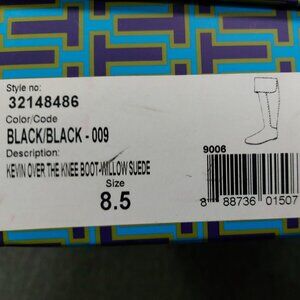 Style no:
32148486
Color/Code
BLACK/BLACK - 009
Description:
KEVIN OVER THE KNEE BOOT-WILLOW SUEDE
Size
8.5
9006
8 88736 01507